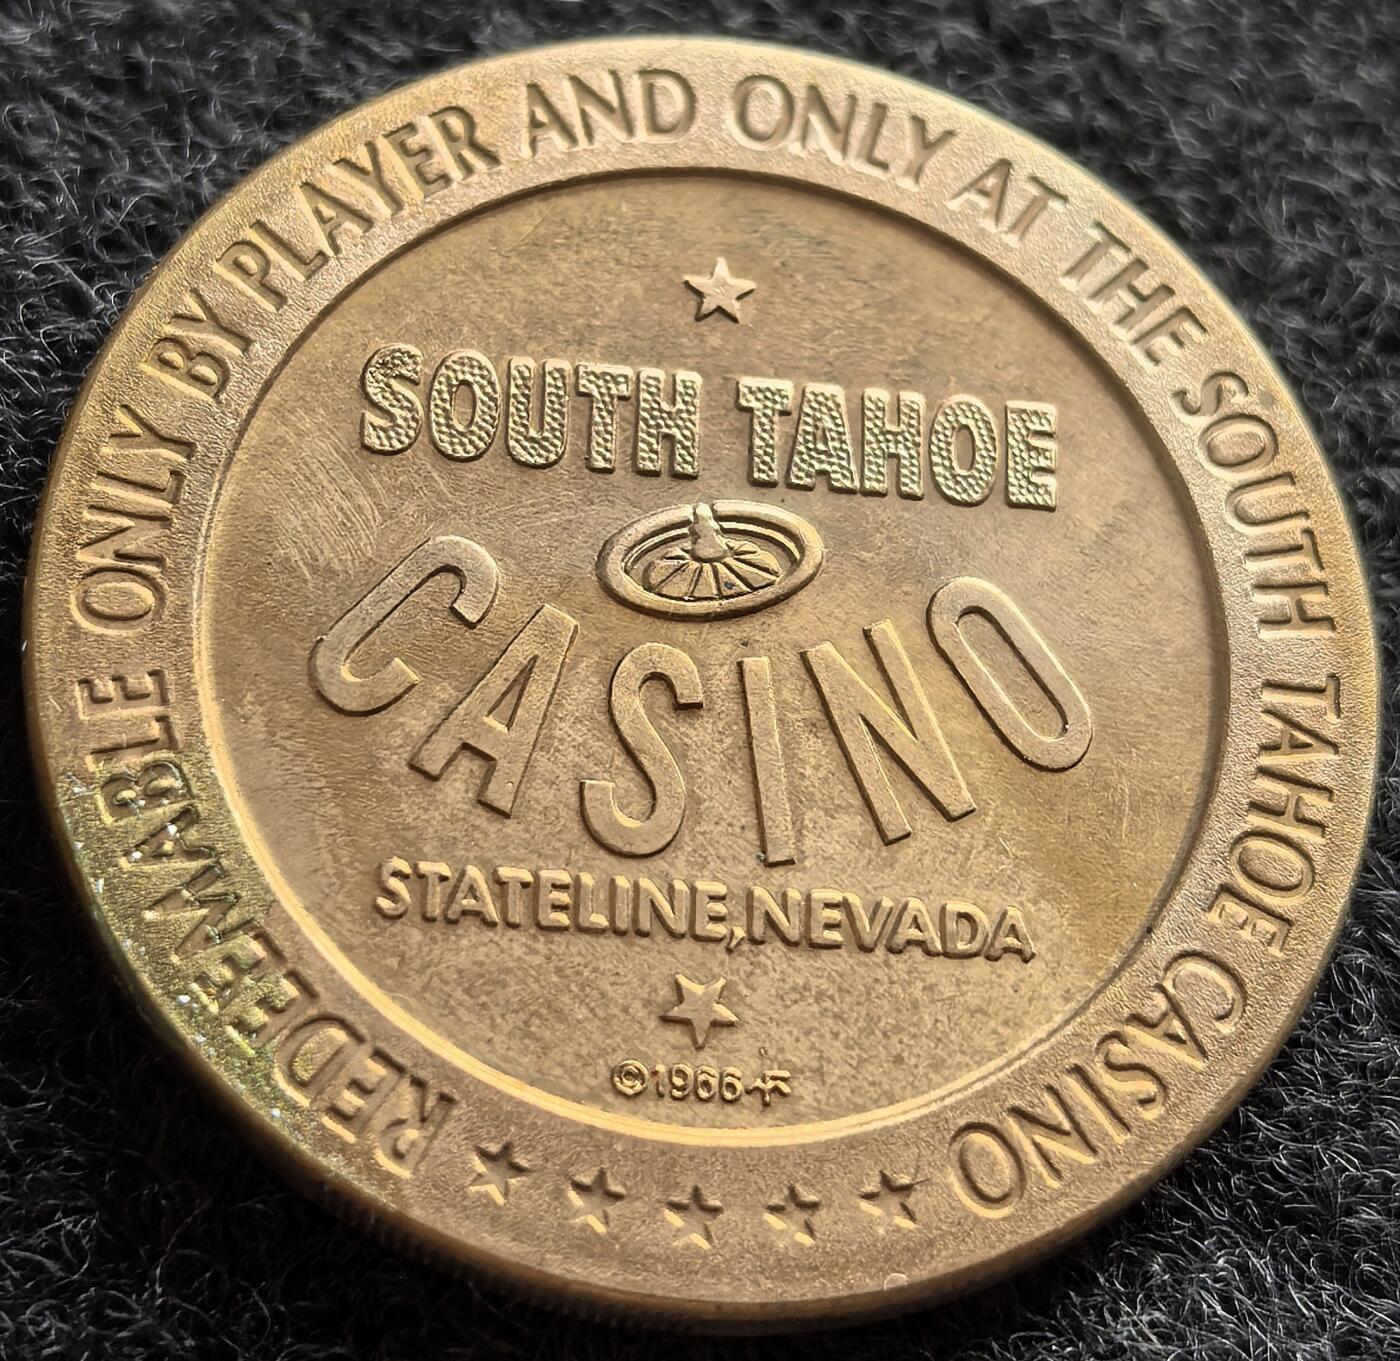 REDEEMABLE ONLY BY PLAYER AND ONLY AT THE SOUTH TAHOE CASINO
SOUTH TAHOE
CASINO
STATELINE, NEVADA
©1966